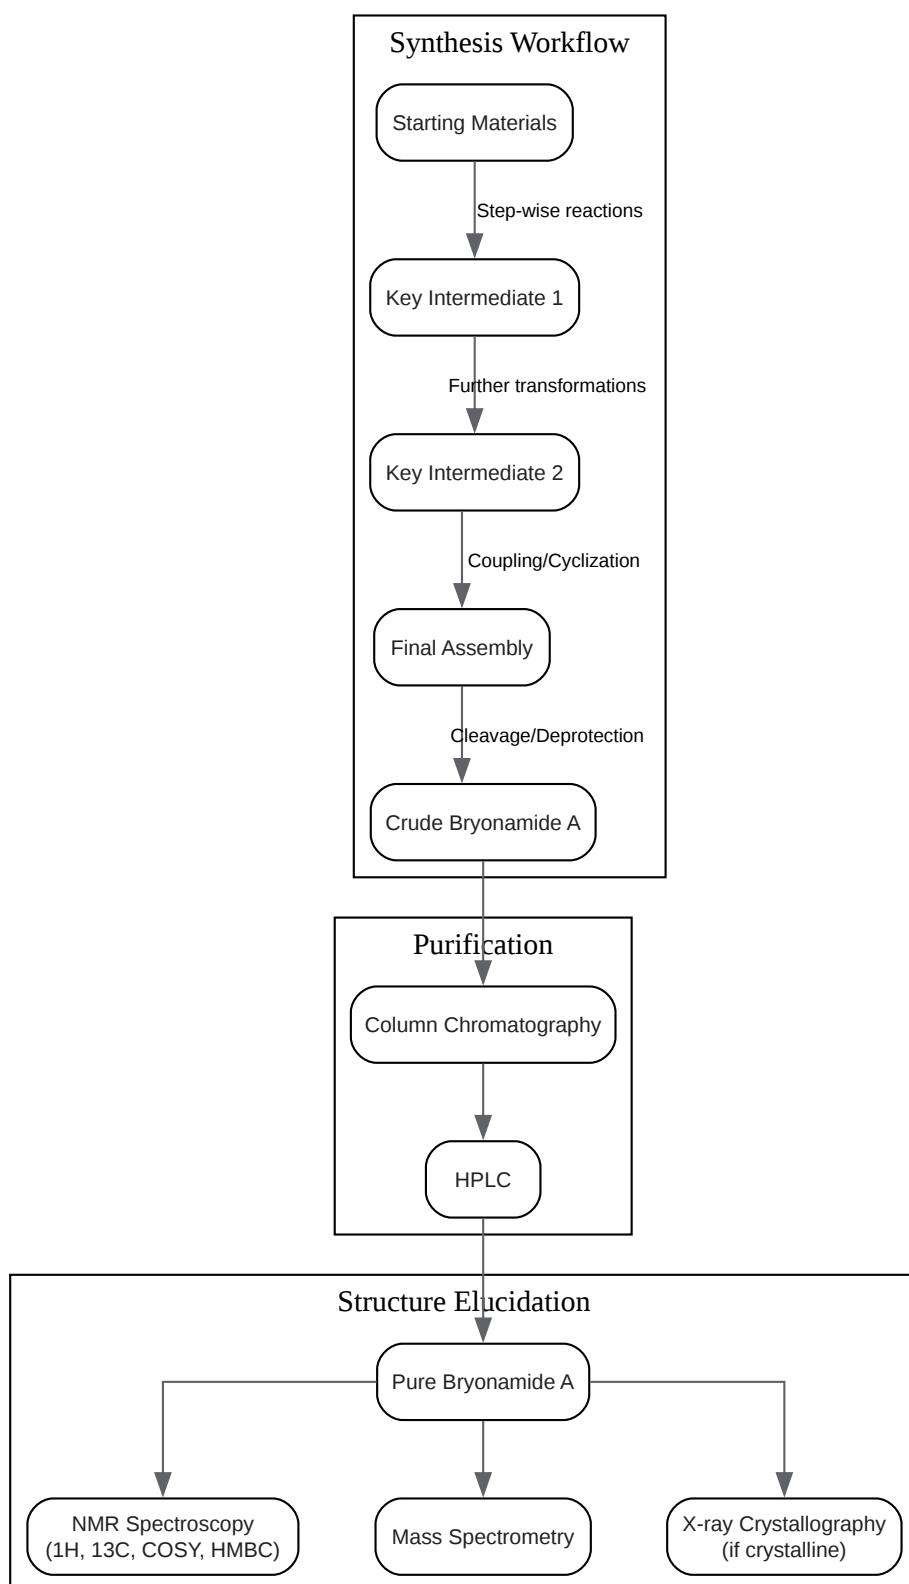 Synthesis Workflow
Starting Materials
Step-wise reactions
Key Intermediate 1
Further transformations
Key Intermediate 2
Coupling/Cyclization
Final Assembly
Cleavage/Deprotection
Crude Bryonamide A
Purification
Column Chromatography
HPLC
Structure Elucidation
Pure Bryonamide A
NMR Spectroscopy
(1H, 13C, COSY, HMBC)
Mass Spectrometry
X-ray Crystallography
(if crystalline)